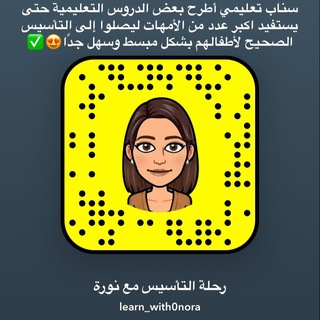 سناب تعليمي أطرح بعض الدروس التعليمية حتى
يستفيد اكبر عدد من الأمهات ليصلوا إلى التأسيس
الصحيح لأطفالهم بشكل مبسط وسهل جداً😍✅
رحلة التأسيس مع نورة
learn_with0nora